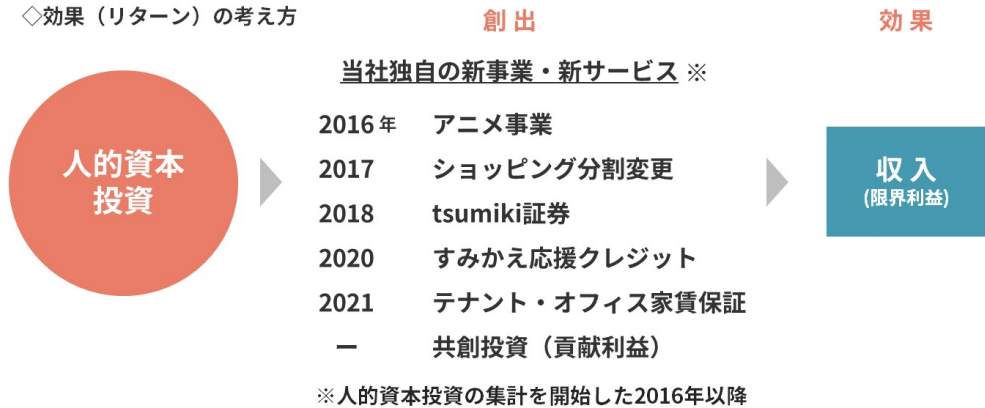 ◇効果（リターン）の考え方
創出
効果
当社独自の新事業・新サービス ※
人的資本
投資
2016年 アニメ事業
2017 ショッピング分割変更
2018 tsumiki証券
2020 すみかえ応援クレジット
2021 テナント・オフィス家賃保証
ー 共創投資（貢献利益）
収入
(限界利益)
※人的資本投資の集計を開始した2016年以降